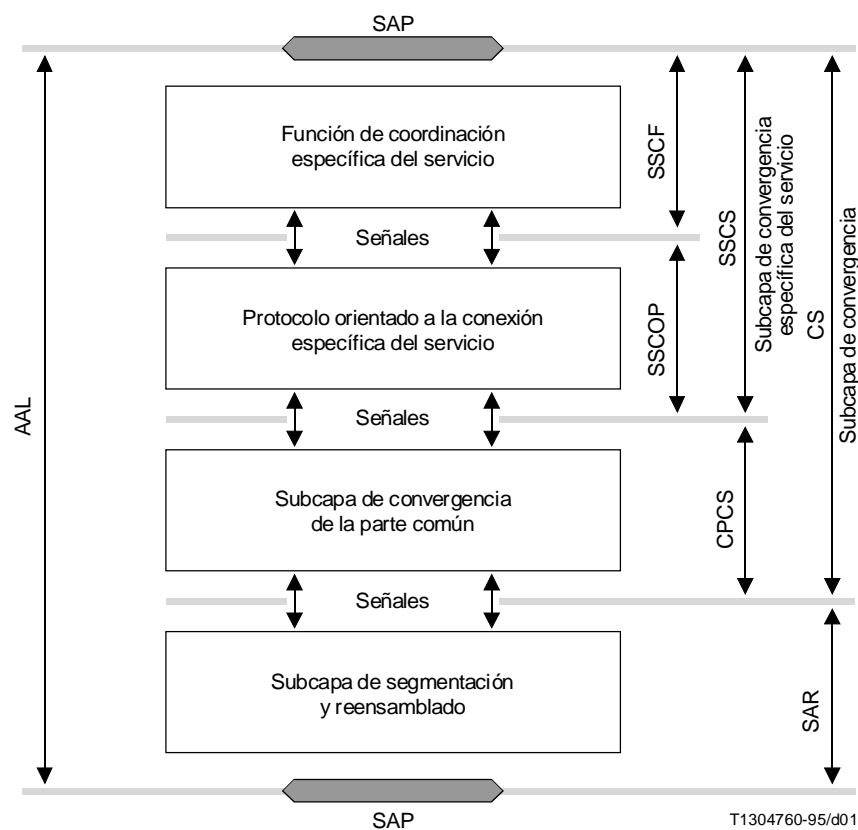 SAP
Función de coordinación
específica del servicio
SSCF
Señales
Protocolo orientado a la conexión
específica del servicio
SSCOP
SSCS
Subcapa de convergencia
específica del servicio
CS
Subcapa de convergencia
AAL
Señales
Subcapa de convergencia
de la parte común
CPCS
Señales
Subcapa de segmentación
y reensamblado
SAR
SAP
T1304760-95/d01